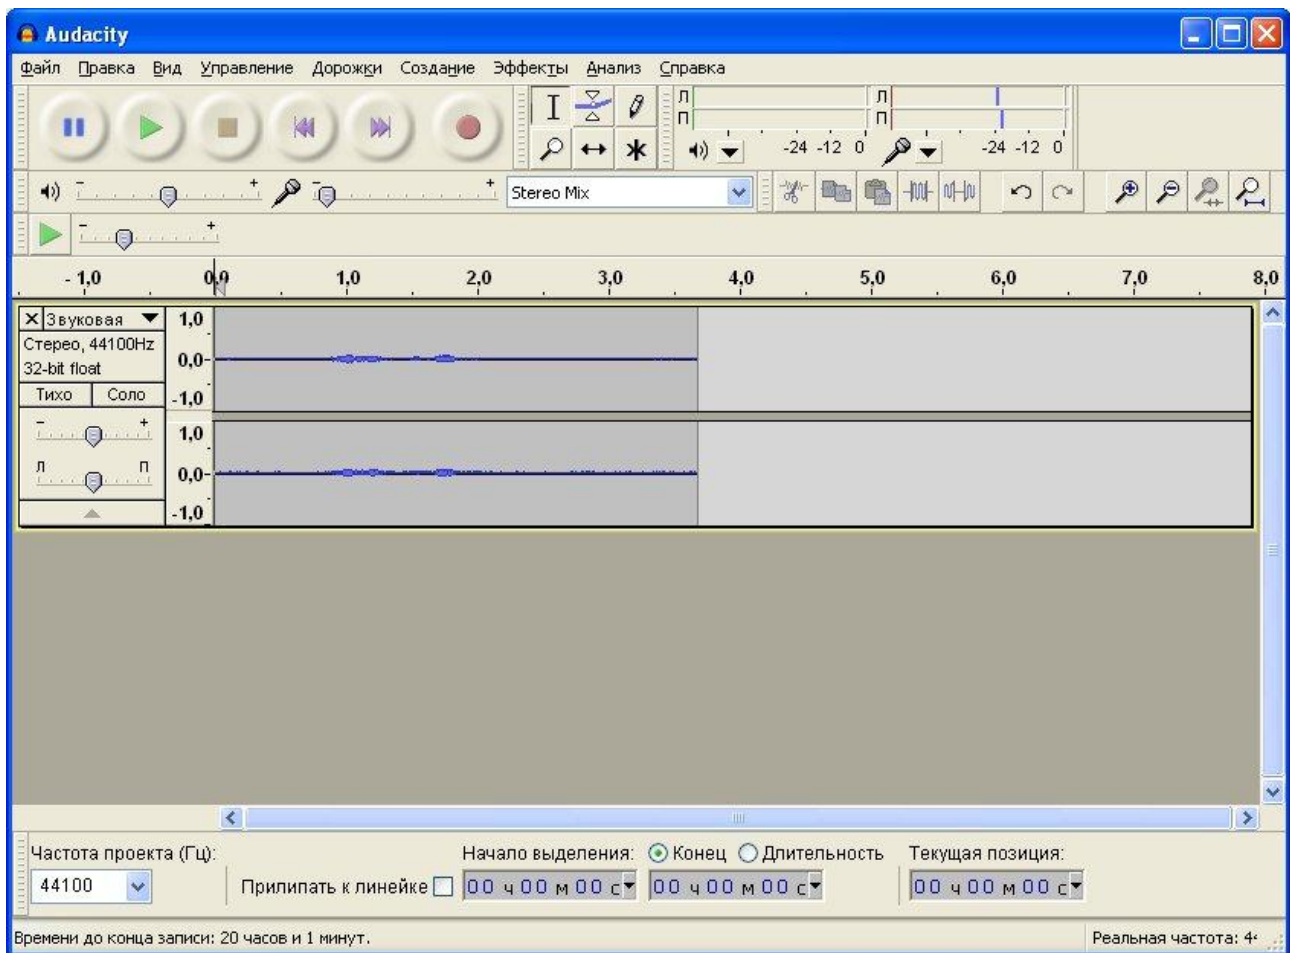 Audacity
Файл Правка Вид Управление Дорожки Создание Эффекты Анализ Справка
Л Л
П П
-24 -12 0 -24 -12 0
- + - + Stereo Mix
- +
- 1,0 0,0 1,0 2,0 3,0 4,0 5,0 6,0 7,0 8,0
X Звуковая 1,0
Стерео, 44100Hz
32-bit float 0,0-
Тихо Соло -1,0
- + 1,0
Л П 0,0-
-1,0
Частота проекта (Гц): Начало выделения: Конец Длительность Текущая позиция:
44100 Прилипать к линейке 00 ч 00 м 00 с 00 ч 00 м 00 с 00 ч 00 м 00 с
Времени до конца записи: 20 часов и 1 минут. Реальная частота: 4